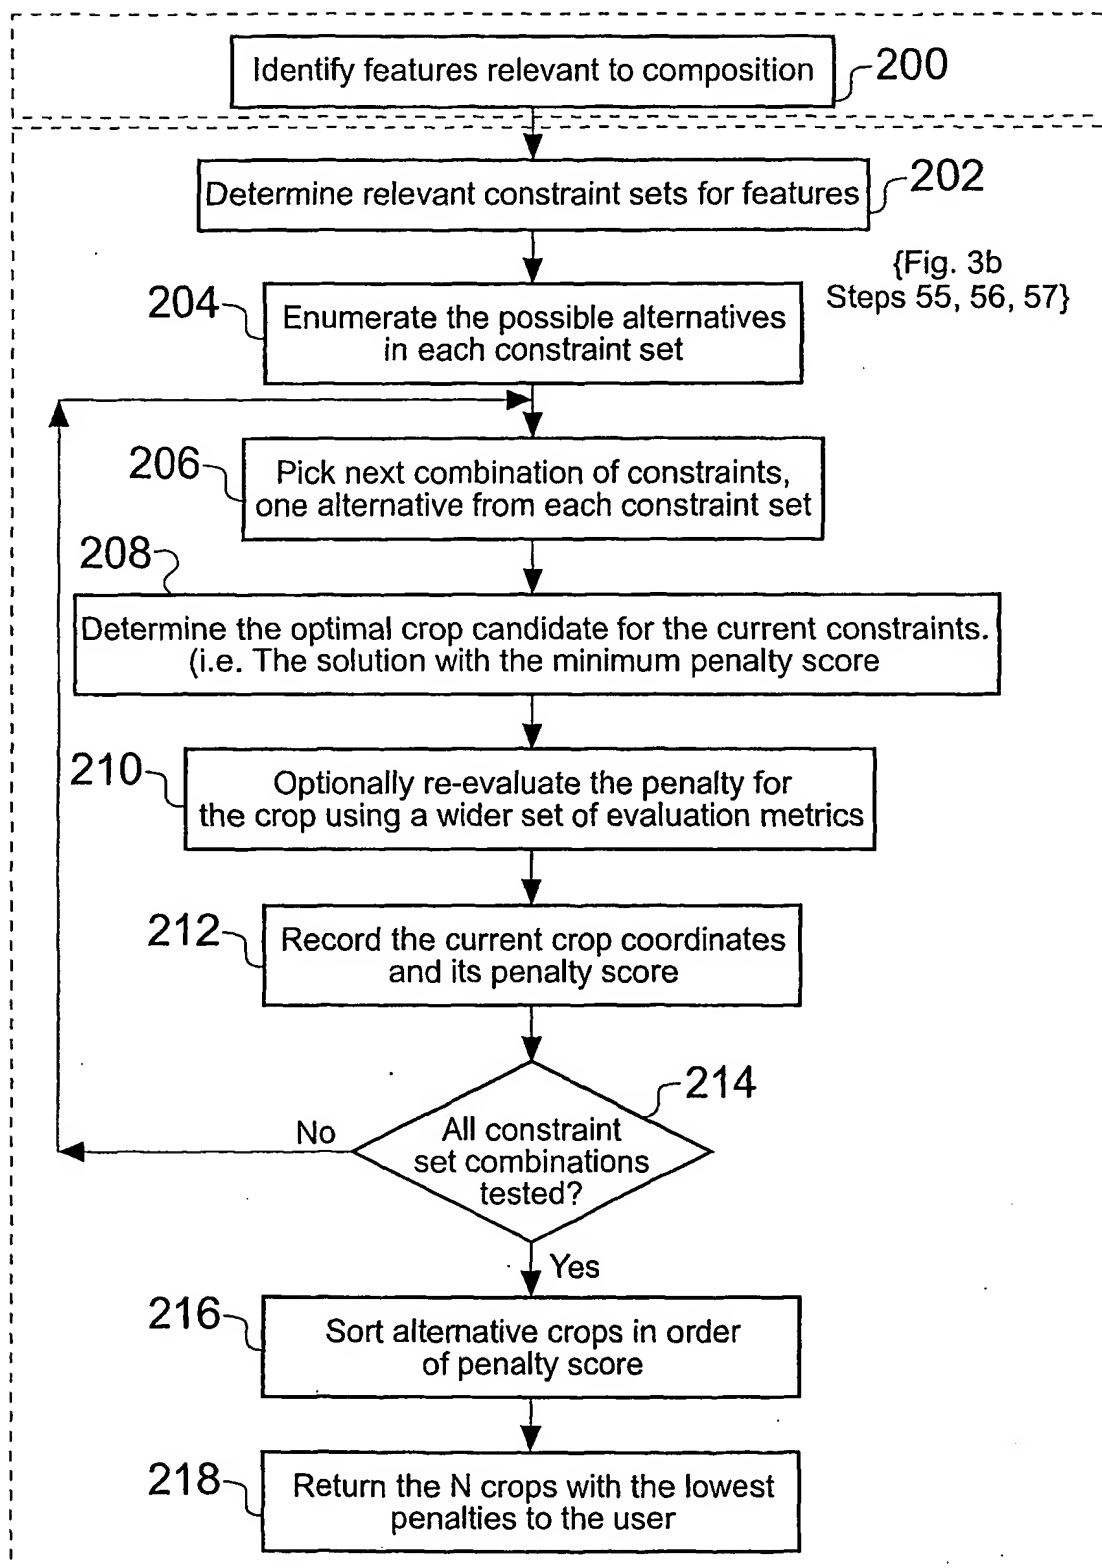 Identify features relevant to composition
200
Determine relevant constraint sets for features
202
{Fig. 3b
Steps 55, 56, 57}
204
Enumerate the possible alternatives
in each constraint set
206
Pick next combination of constraints,
one alternative from each constraint set
208
Determine the optimal crop candidate for the current constraints.
(i.e. The solution with the minimum penalty score
210
Optionally re-evaluate the penalty for
the crop using a wider set of evaluation metrics
212
Record the current crop coordinates
and its penalty score
214
All constraint
set combinations
tested?
No
Yes
216
Sort alternative crops in order
of penalty score
218
Return the N crops with the lowest
penalties to the user